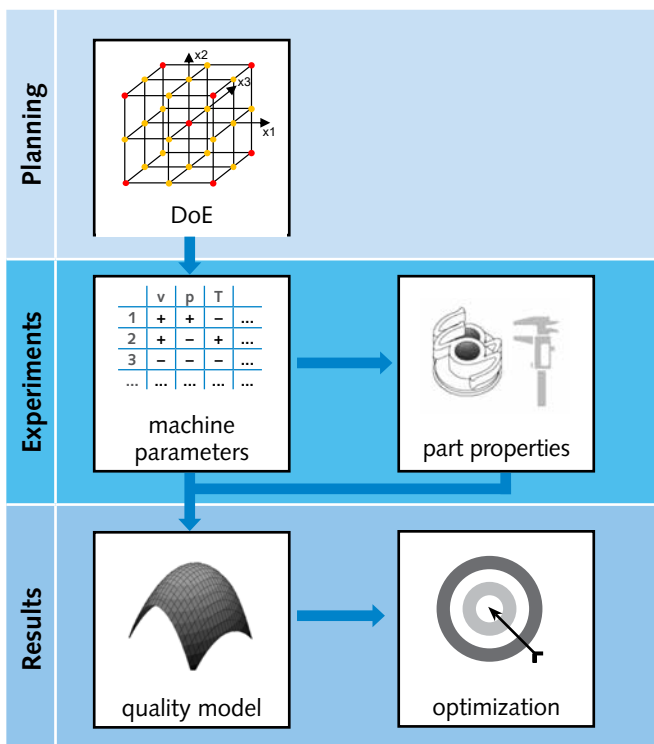 Planning
x2
x3
x1
DoE
Experiments
v p T
1 + + – ...
2 + – + ...
3 – – – ...
... ... ... ... ...
machine
parameters
part properties
Results
quality model
optimization